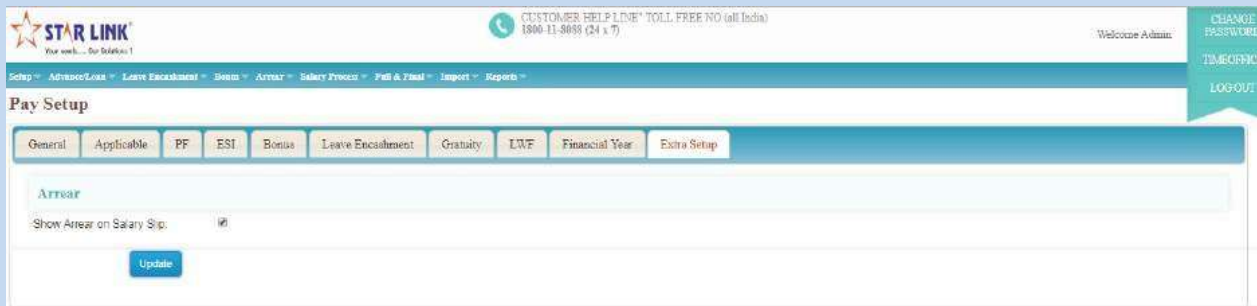 STAR LINK®
Your needs.... Our Solutions !
CUSTOMER HELP LINE* TOLL FREE NO (all India)
1800-11-8088 (24 x 7)
Welcome Admin
CHANGE PASSWORD
TIMEOFFIC
LOGOUT
Setup Advance/Loan Leave Encashment Bonus Arrear Salary Process Full & Final Import Reports
Pay Setup
General Applicable PF ESI Bonus Leave Encashment Gratuity LWF Financial Year Extra Setup
Arrear
Show Arrear on Salary Slip:
Update